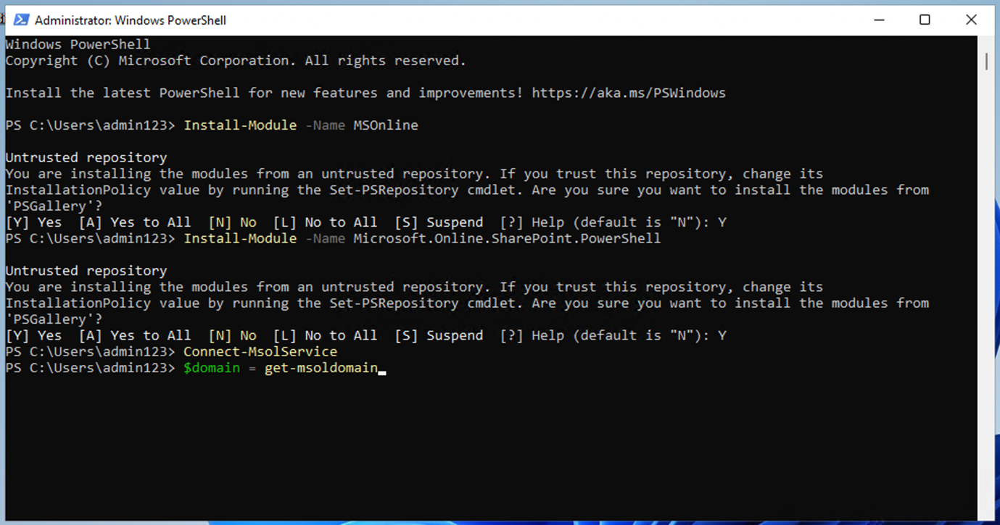 Administrator: Windows PowerShell
Windows PowerShell
Copyright (C) Microsoft Corporation. All rights reserved.
Install the latest PowerShell for new features and improvements! https://aka.ms/PSWindows
PS C:\Users\admin123> Install-Module -Name MSOnline
Untrusted repository
You are installing the modules from an untrusted repository. If you trust this repository, change its
InstallationPolicy value by running the Set-PSRepository cmdlet. Are you sure you want to install the modules from
'PSGallery'?
[Y] Yes  [A] Yes to All  [N] No  [L] No to All  [S] Suspend  [?] Help (default is "N"): Y
PS C:\Users\admin123> Install-Module -Name Microsoft.Online.SharePoint.PowerShell
Untrusted repository
You are installing the modules from an untrusted repository. If you trust this repository, change its
InstallationPolicy value by running the Set-PSRepository cmdlet. Are you sure you want to install the modules from
'PSGallery'?
[Y] Yes  [A] Yes to All  [N] No  [L] No to All  [S] Suspend  [?] Help (default is "N"): Y
PS C:\Users\admin123> Connect-MsolService
PS C:\Users\admin123> $domain = get-msoldomain